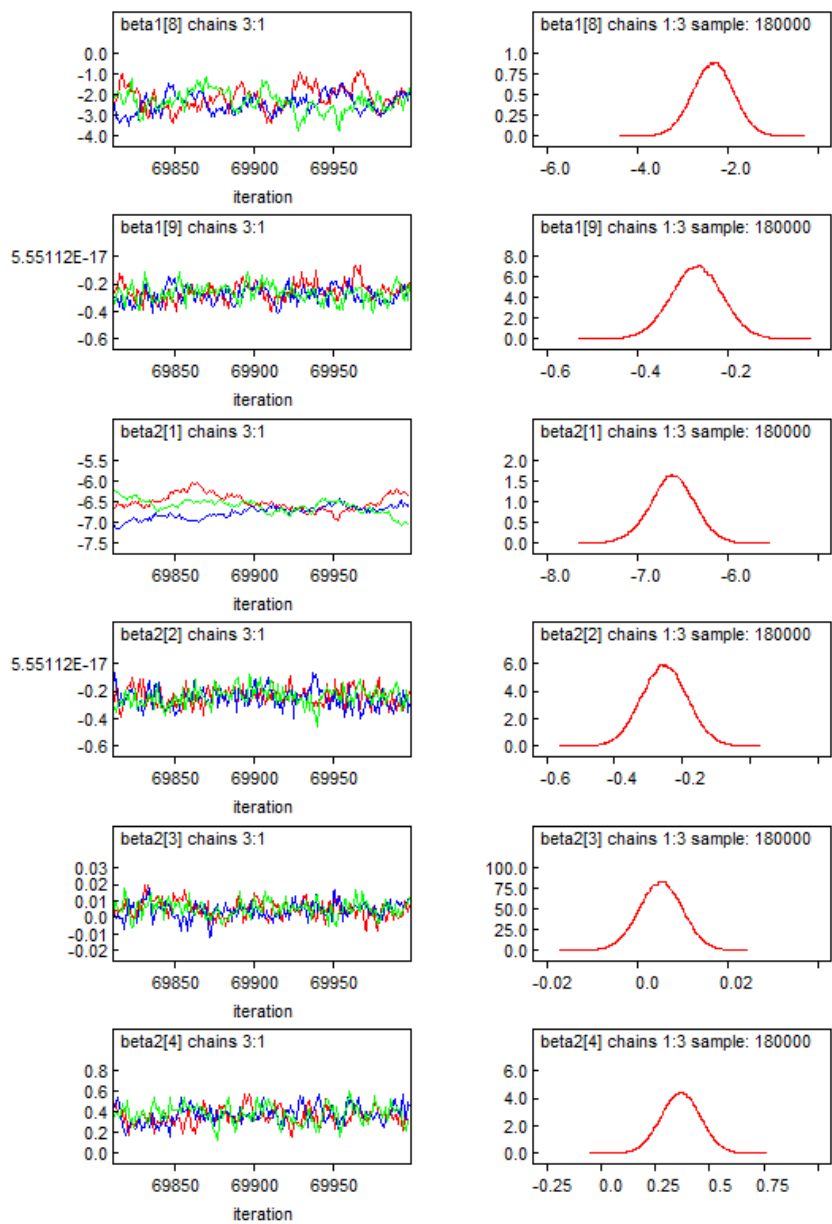 beta1[8] chains 3:1
0.0
-1.0
-2.0
-3.0
-4.0
69850 69900 69950
iteration
beta1[8] chains 1:3 sample: 180000
1.0
0.75
0.5
0.25
0.0
-6.0 -4.0 -2.0
beta1[9] chains 3:1
5.55112E-17
-0.2
-0.4
-0.6
69850 69900 69950
iteration
beta1[9] chains 1:3 sample: 180000
8.0
6.0
4.0
2.0
0.0
-0.6 -0.4 -0.2
beta2[1] chains 3:1
-5.5
-6.0
-6.5
-7.0
-7.5
69850 69900 69950
iteration
beta2[1] chains 1:3 sample: 180000
2.0
1.5
1.0
0.5
0.0
-8.0 -7.0 -6.0
beta2[2] chains 3:1
5.55112E-17
-0.2
-0.4
-0.6
69850 69900 69950
iteration
beta2[2] chains 1:3 sample: 180000
6.0
4.0
2.0
0.0
-0.6 -0.4 -0.2
beta2[3] chains 3:1
0.03
0.02
0.01
0.0
-0.01
-0.02
69850 69900 69950
iteration
beta2[3] chains 1:3 sample: 180000
100.0
75.0
50.0
25.0
0.0
-0.02 0.0 0.02
beta2[4] chains 3:1
0.8
0.6
0.4
0.2
0.0
69850 69900 69950
iteration
beta2[4] chains 1:3 sample: 180000
6.0
4.0
2.0
0.0
-0.25 0.0 0.25 0.5 0.75